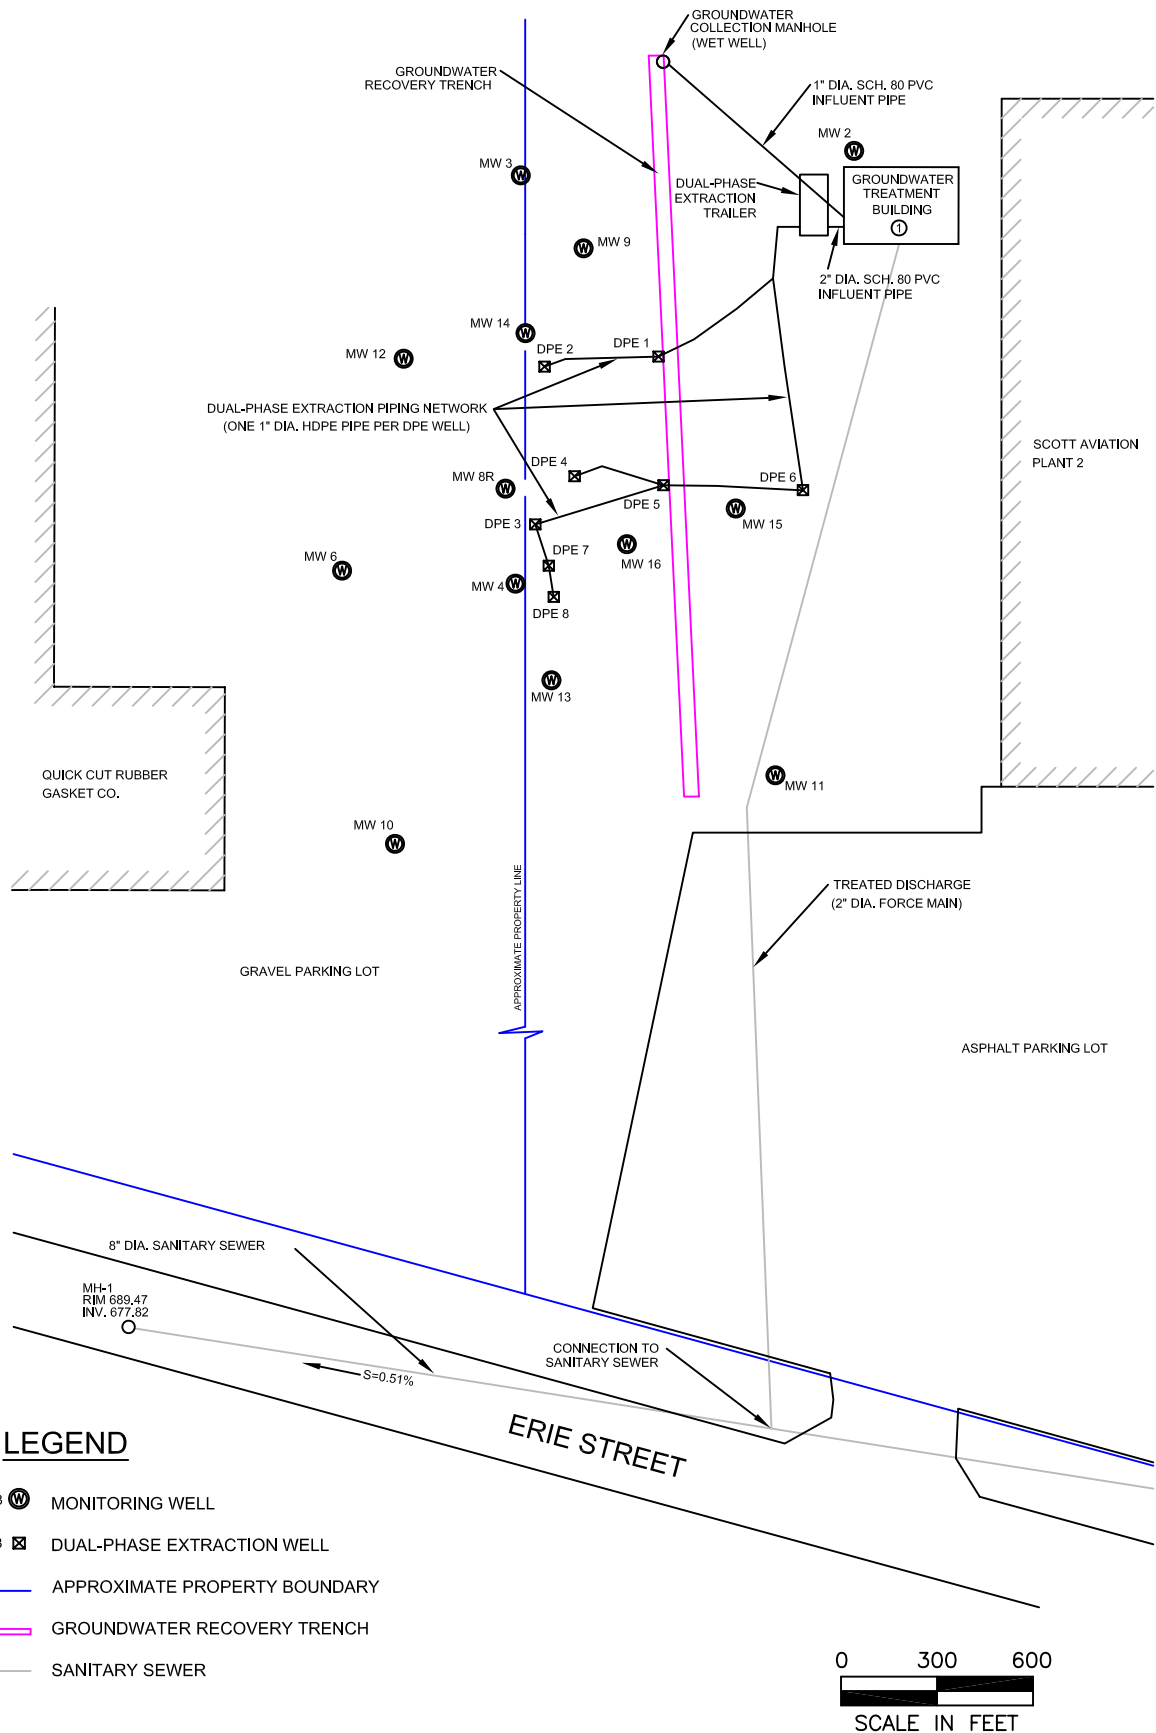 GROUNDWATER
COLLECTION MANHOLE
(WET WELL)
GROUNDWATER
RECOVERY TRENCH
1" DIA. SCH. 80 PVC
INFLUENT PIPE
MW 2
MW 3
DUAL-PHASE
EXTRACTION
TRAILER
GROUNDWATER
TREATMENT
BUILDING
1
MW 9
2" DIA. SCH. 80 PVC
INFLUENT PIPE
MW 14
MW 12
DPE 2
DPE 1
DUAL-PHASE EXTRACTION PIPING NETWORK
(ONE 1" DIA. HDPE PIPE PER DPE WELL)
SCOTT AVIATION
PLANT 2
DPE 4
MW 8R
DPE 6
DPE 5
DPE 3
MW 15
MW 6
DPE 7
MW 16
MW 4
DPE 8
MW 13
QUICK CUT RUBBER
GASKET CO.
MW 11
MW 10
APPROXIMATE PROPERTY LINE
TREATED DISCHARGE
(2" DIA. FORCE MAIN)
GRAVEL PARKING LOT
ASPHALT PARKING LOT
8" DIA. SANITARY SEWER
MH-1
RIM 689.47
INV. 677.82
CONNECTION TO
SANITARY SEWER
S=0.51%
ERIE STREET
LEGEND
MONITORING WELL
DUAL-PHASE EXTRACTION WELL
APPROXIMATE PROPERTY BOUNDARY
GROUNDWATER RECOVERY TRENCH
SANITARY SEWER
0 300 600
SCALE IN FEET